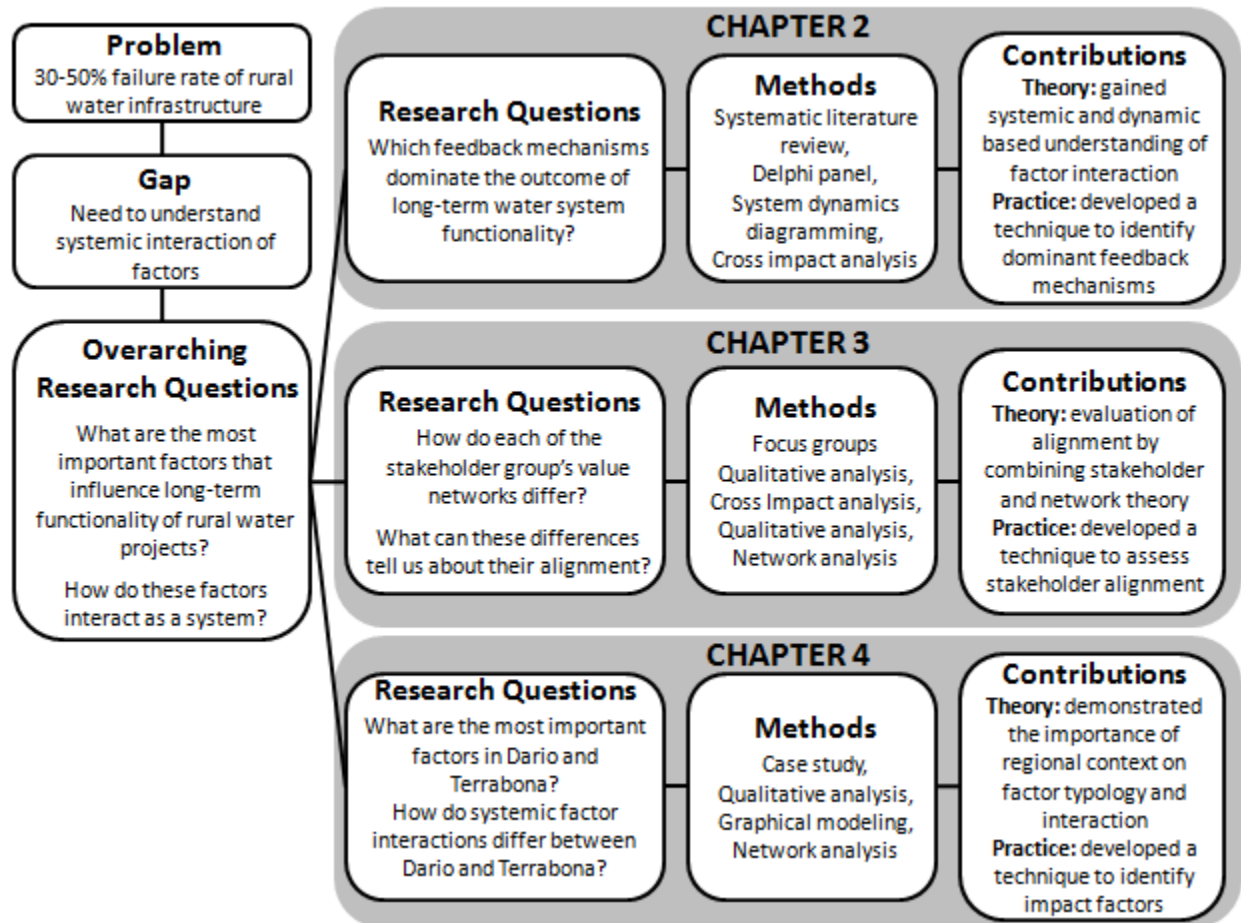 Problem
30-50% failure rate of rural
water infrastructure
Gap
Need to understand
systemic interaction of
factors
Overarching
Research Questions
What are the most
important factors that
influence long-term
functionality of rural water
projects?
How do these factors
interact as a system?
CHAPTER 2
Research Questions
Which feedback mechanisms
dominate the outcome of
long-term water system
functionality?
Methods
Systematic literature
review,
Delphi panel,
System dynamics
diagramming,
Cross impact analysis
Contributions
Theory: gained
systemic and dynamic
based understanding of
factor interaction
Practice: developed a
technique to identify
dominant feedback
mechanisms
CHAPTER 3
Research Questions
How do each of the
stakeholder group's value
networks differ?
What can these differences
tell us about their alignment?
Methods
Focus groups
Qualitative analysis,
Cross Impact analysis,
Qualitative analysis,
Network analysis
Contributions
Theory: evaluation of
alignment by
combining stakeholder
and network theory
Practice: developed a
technique to assess
stakeholder alignment
CHAPTER 4
Research Questions
What are the most important
factors in Dario and
Terrabona?
How do systemic factor
interactions differ between
Dario and Terrabona?
Methods
Case study,
Qualitative analysis,
Graphical modeling,
Network analysis
Contributions
Theory: demonstrated
the importance of
regional context on
factor typology and
interaction
Practice: developed a
technique to identify
impact factors